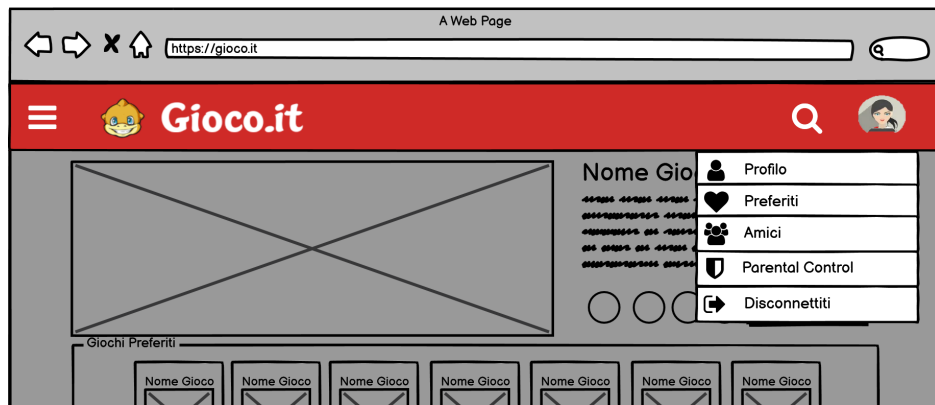 A Web Page
https://gioco.it
Gioco.it
Nome Gio
Profilo
Preferiti
Amici
Parental Control
Disconnettiti
Giochi Preferiti
Nome Gioco
Nome Gioco
Nome Gioco
Nome Gioco
Nome Gioco
Nome Gioco
Nome Gioco